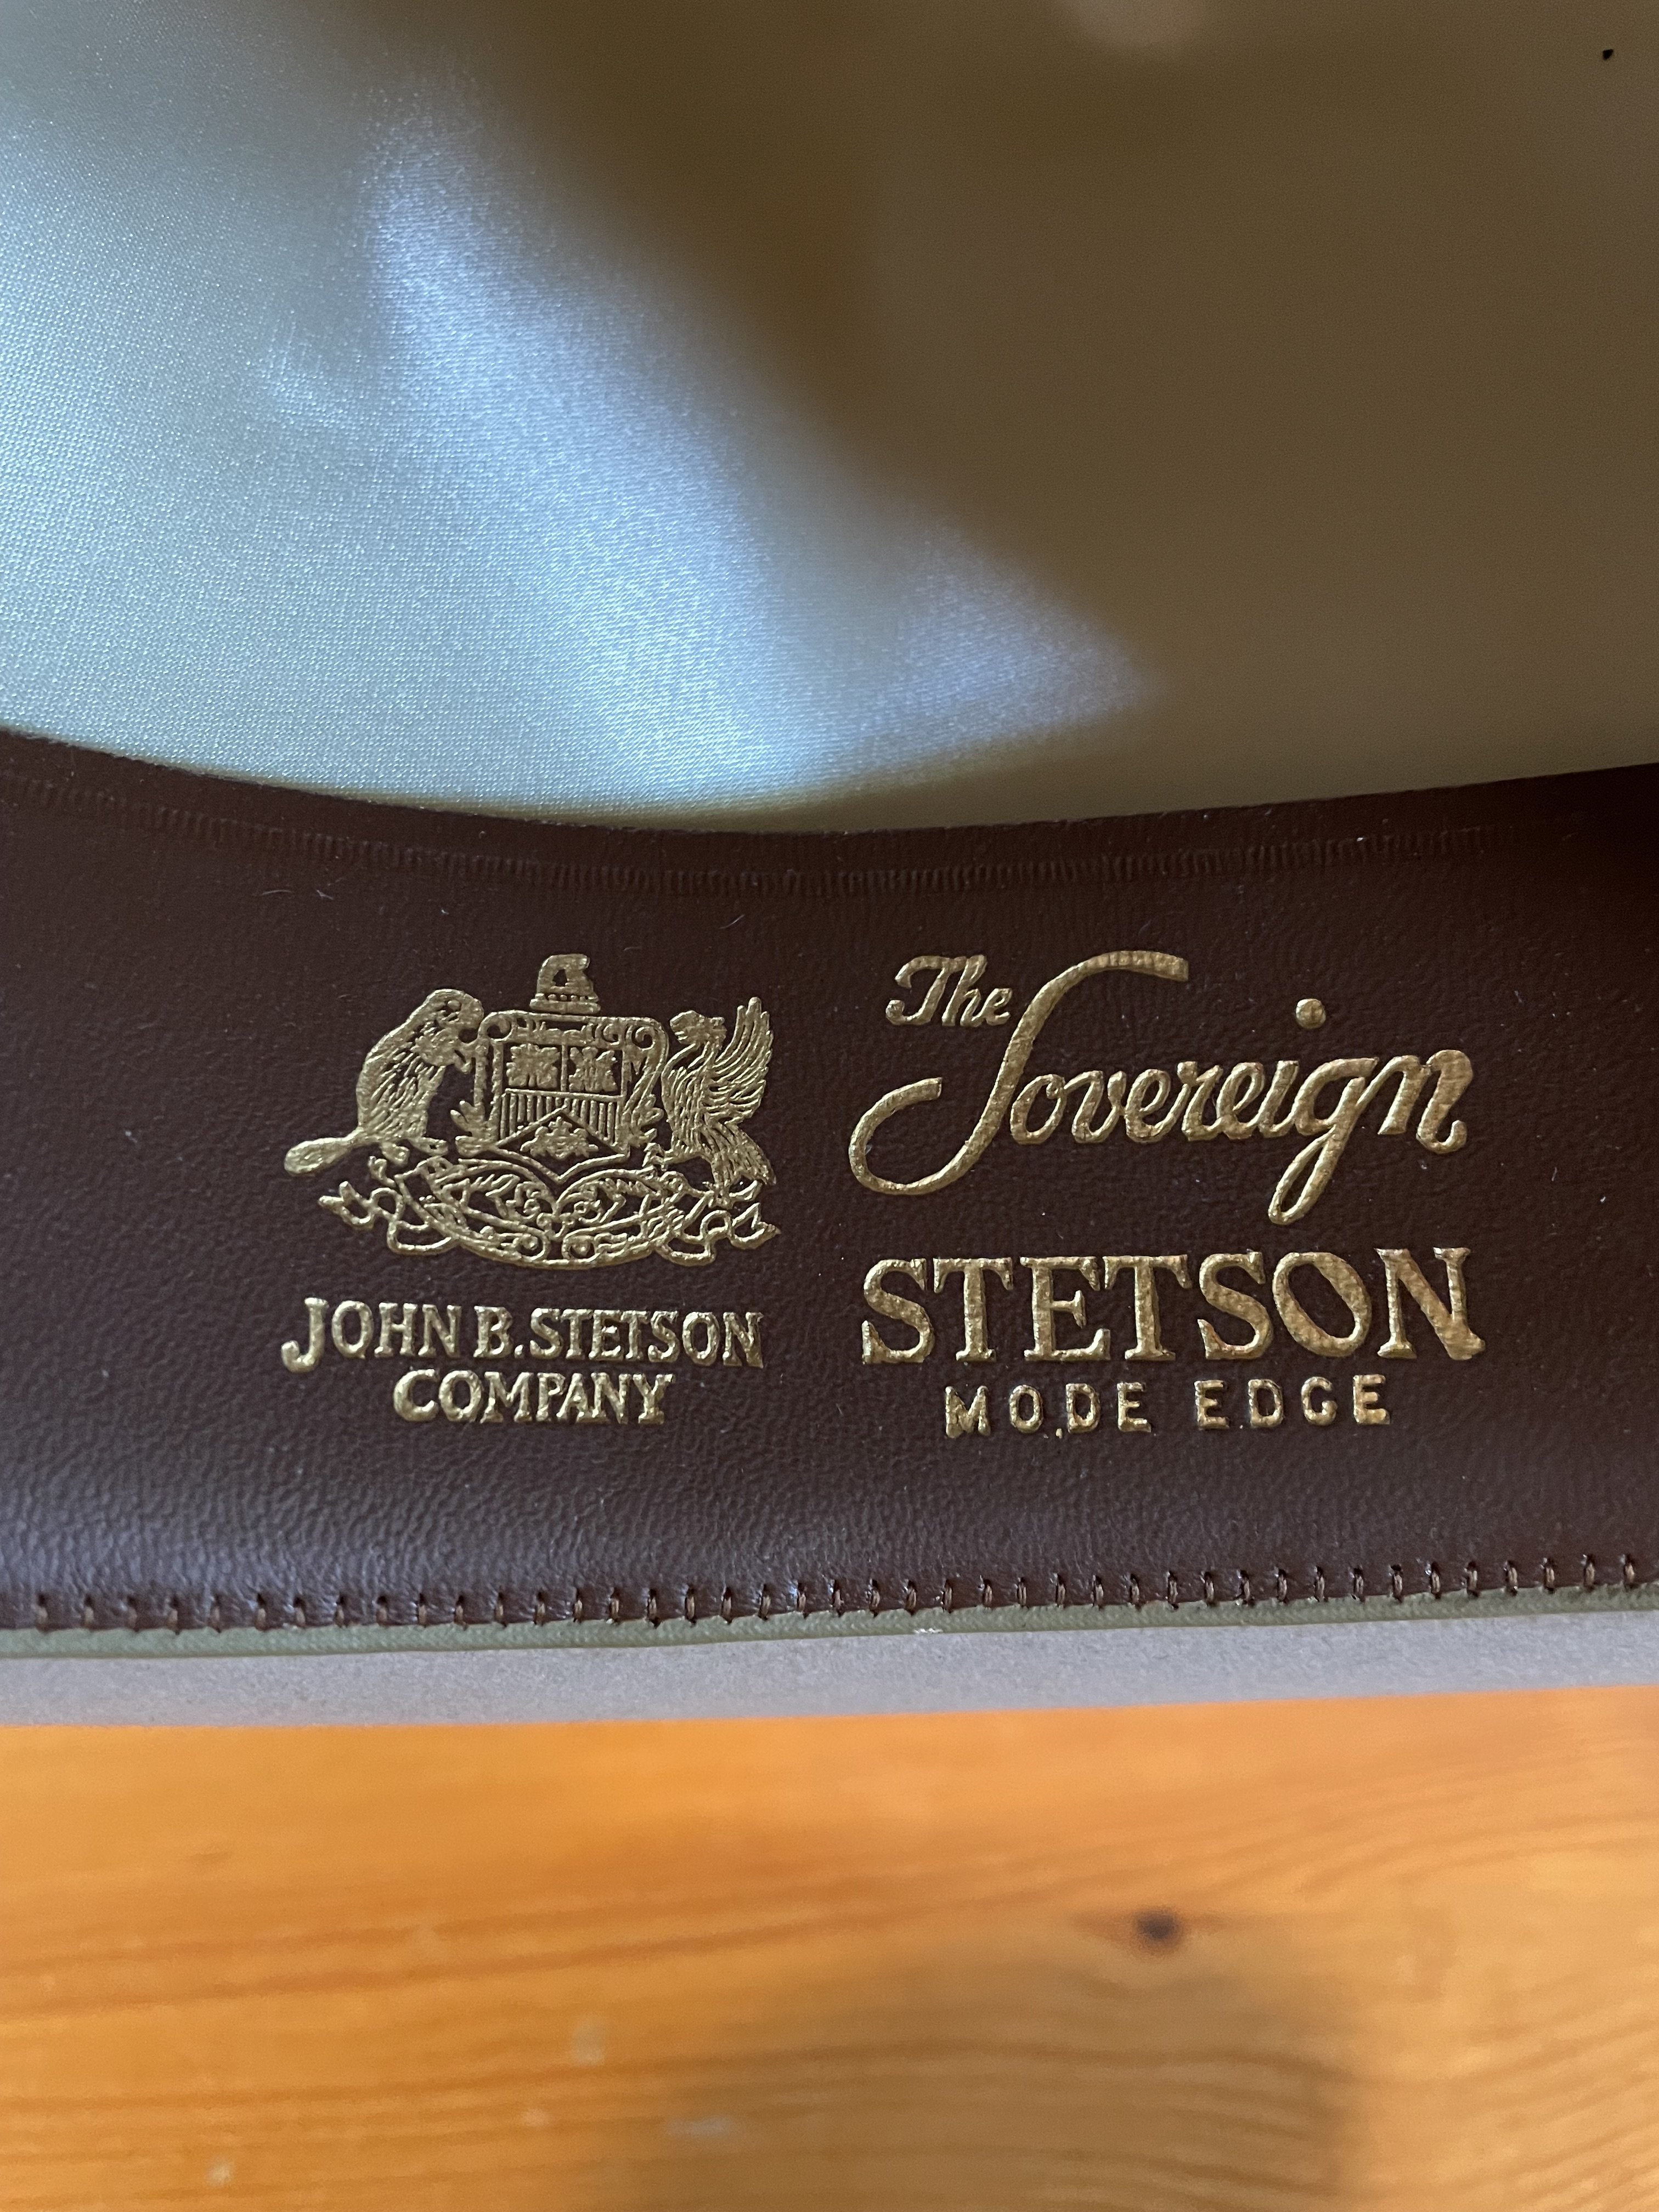 JOHN B. STETSON
COMPANY
The Sovereign
STETSON
MODE EDGE